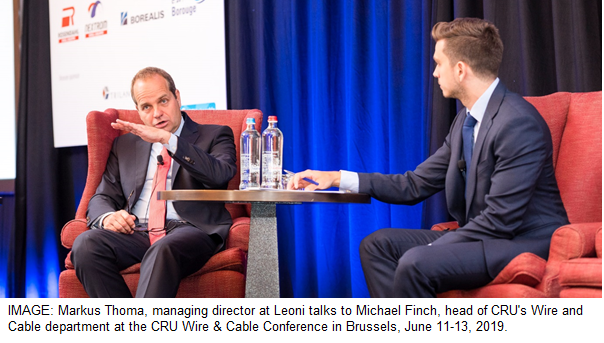 BOREALIS
Borouge
IMAGE: Markus Thoma, managing director at Leoni talks to Michael Finch, head of CRU's Wire and
Cable department at the CRU Wire & Cable Conference in Brussels, June 11-13, 2019.